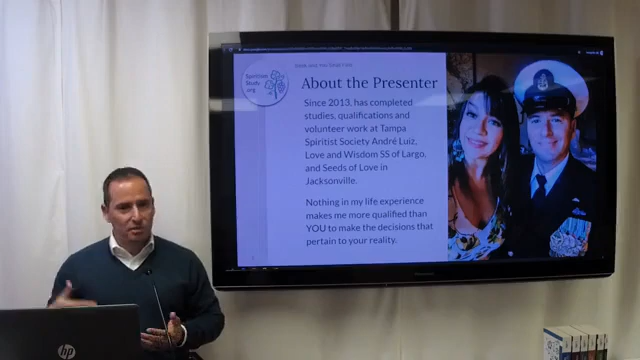 Spiritist
Study
.org
About the Presenter
Since 2013, has completed
studies, qualifications and
volunteer work at Tampa
Spiritist Society André Luiz,
Love and Wisdom SS of Largo,
and Seeds of Love in
Jacksonville.
Nothing in my life experience
makes me more qualified than
YOU to make the decisions that
pertain to your reality.
hp